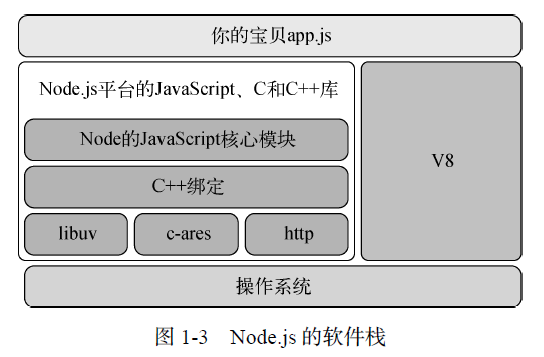 你的宝贝app.js
Node.js平台的JavaScript、C和C++库
Node的JavaScript核心模块
C++绑定
libuv
c-ares
http
V8
操作系统
图 1-3 Node.js 的软件栈